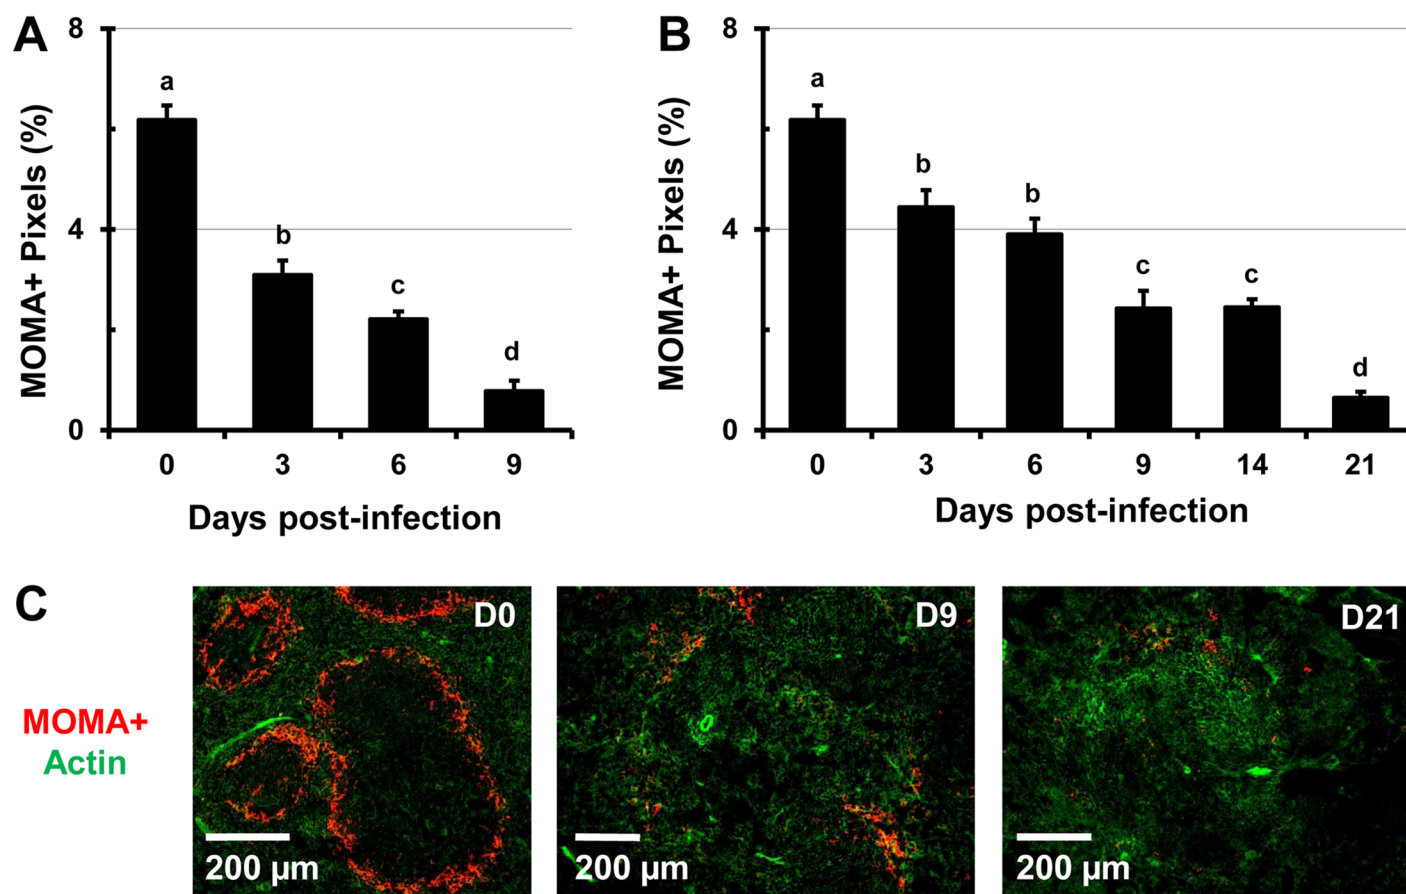 A
8
4
0
MOMA+ Pixels (%)
a
b
c
d
0 3 6 9
Days post-infection
B
8
4
0
MOMA+ Pixels (%)
a
b
b
c
c
d
0 3 6 9 14 21
Days post-infection
C
MOMA+
Actin
D0
200 µm
D9
200 µm
D21
200 µm